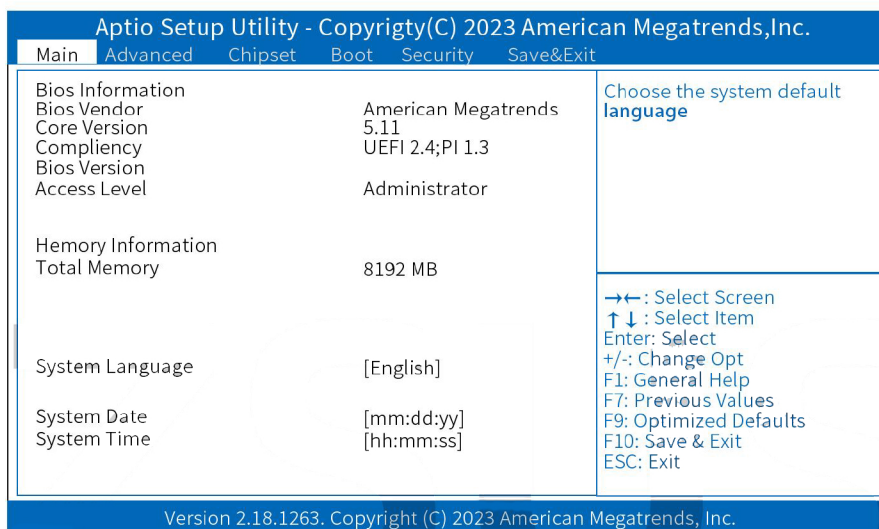 Aptio Setup Utility - Copyrigty(C) 2023 American Megatrends,Inc.
Main Advanced Chipset Boot Security Save&Exit
Bios Information
Bios Vendor American Megatrends
Core Version 5.11
Compliency UEFI 2.4;PI 1.3
Bios Version
Access Level Administrator
Hemory Information
Total Memory 8192 MB
System Language [English]
System Date [mm:dd:yy]
System Time [hh:mm:ss]
Choose the system default
language
→←: Select Screen
↑↓: Select Item
Enter: Select
+/-: Change Opt
F1: General Help
F7: Previous Values
F9: Optimized Defaults
F10: Save & Exit
ESC: Exit
Version 2.18.1263. Copyright (C) 2023 American Megatrends, Inc.